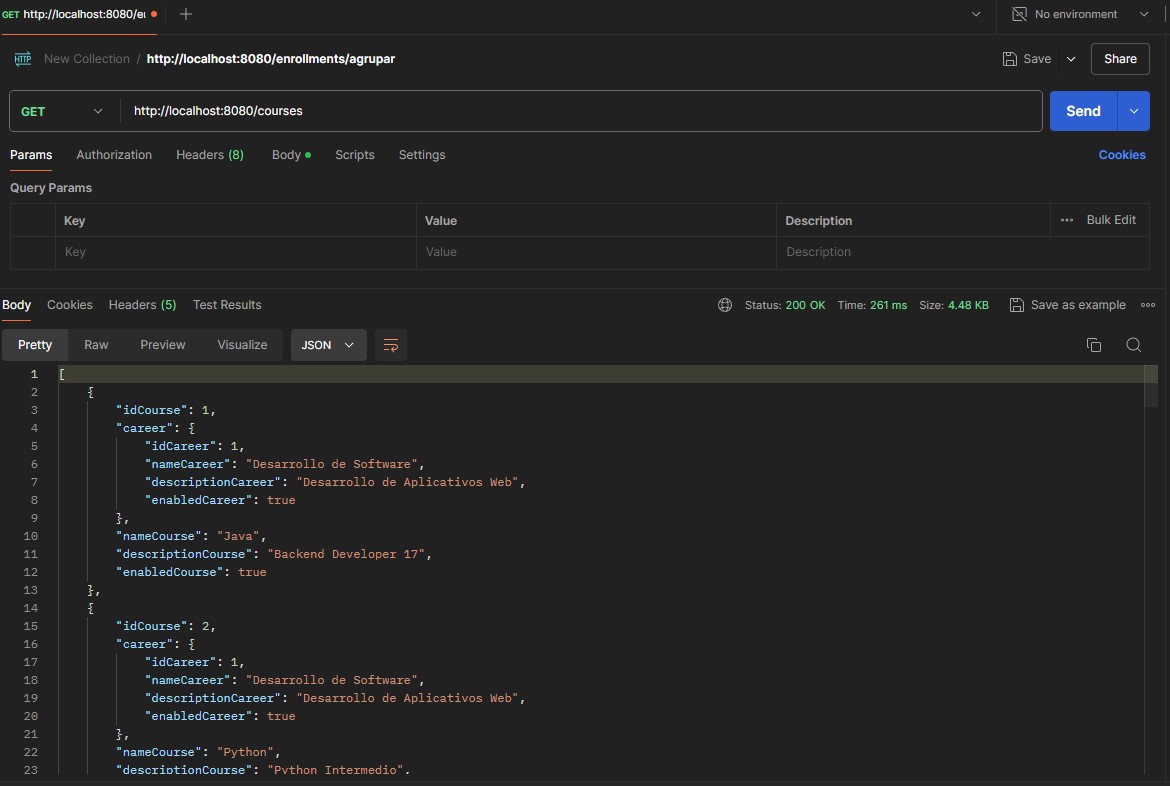 GET http://localhost:8080/en
No environment
HTTP New Collection / http://localhost:8080/enrollments/agrupar Save Share
GET http://localhost:8080/courses Send
Params Authorization Headers (8) Body Scripts Settings Cookies
Query Params
Key Value Description Bulk Edit
Key Value Description
Body Cookies Headers (5) Test Results Status: 200 OK Time: 261 ms Size: 4.48 KB Save as example
Pretty Raw Preview Visualize JSON
1 [
2 {
3 "idCourse": 1,
4 "career": {
5 "idCareer": 1,
6 "nameCareer": "Desarrollo de Software",
7 "descriptionCareer": "Desarrollo de Aplicativos Web",
8 "enabledCareer": true
9 },
10 "nameCourse": "Java",
11 "descriptionCourse": "Backend Developer 17",
12 "enabledCourse": true
13 },
14 {
15 "idCourse": 2,
16 "career": {
17 "idCareer": 1,
18 "nameCareer": "Desarrollo de Software",
19 "descriptionCareer": "Desarrollo de Aplicativos Web",
20 "enabledCareer": true
21 },
22 "nameCourse": "Python",
23 "descriptionCourse": "Python Intermedio",